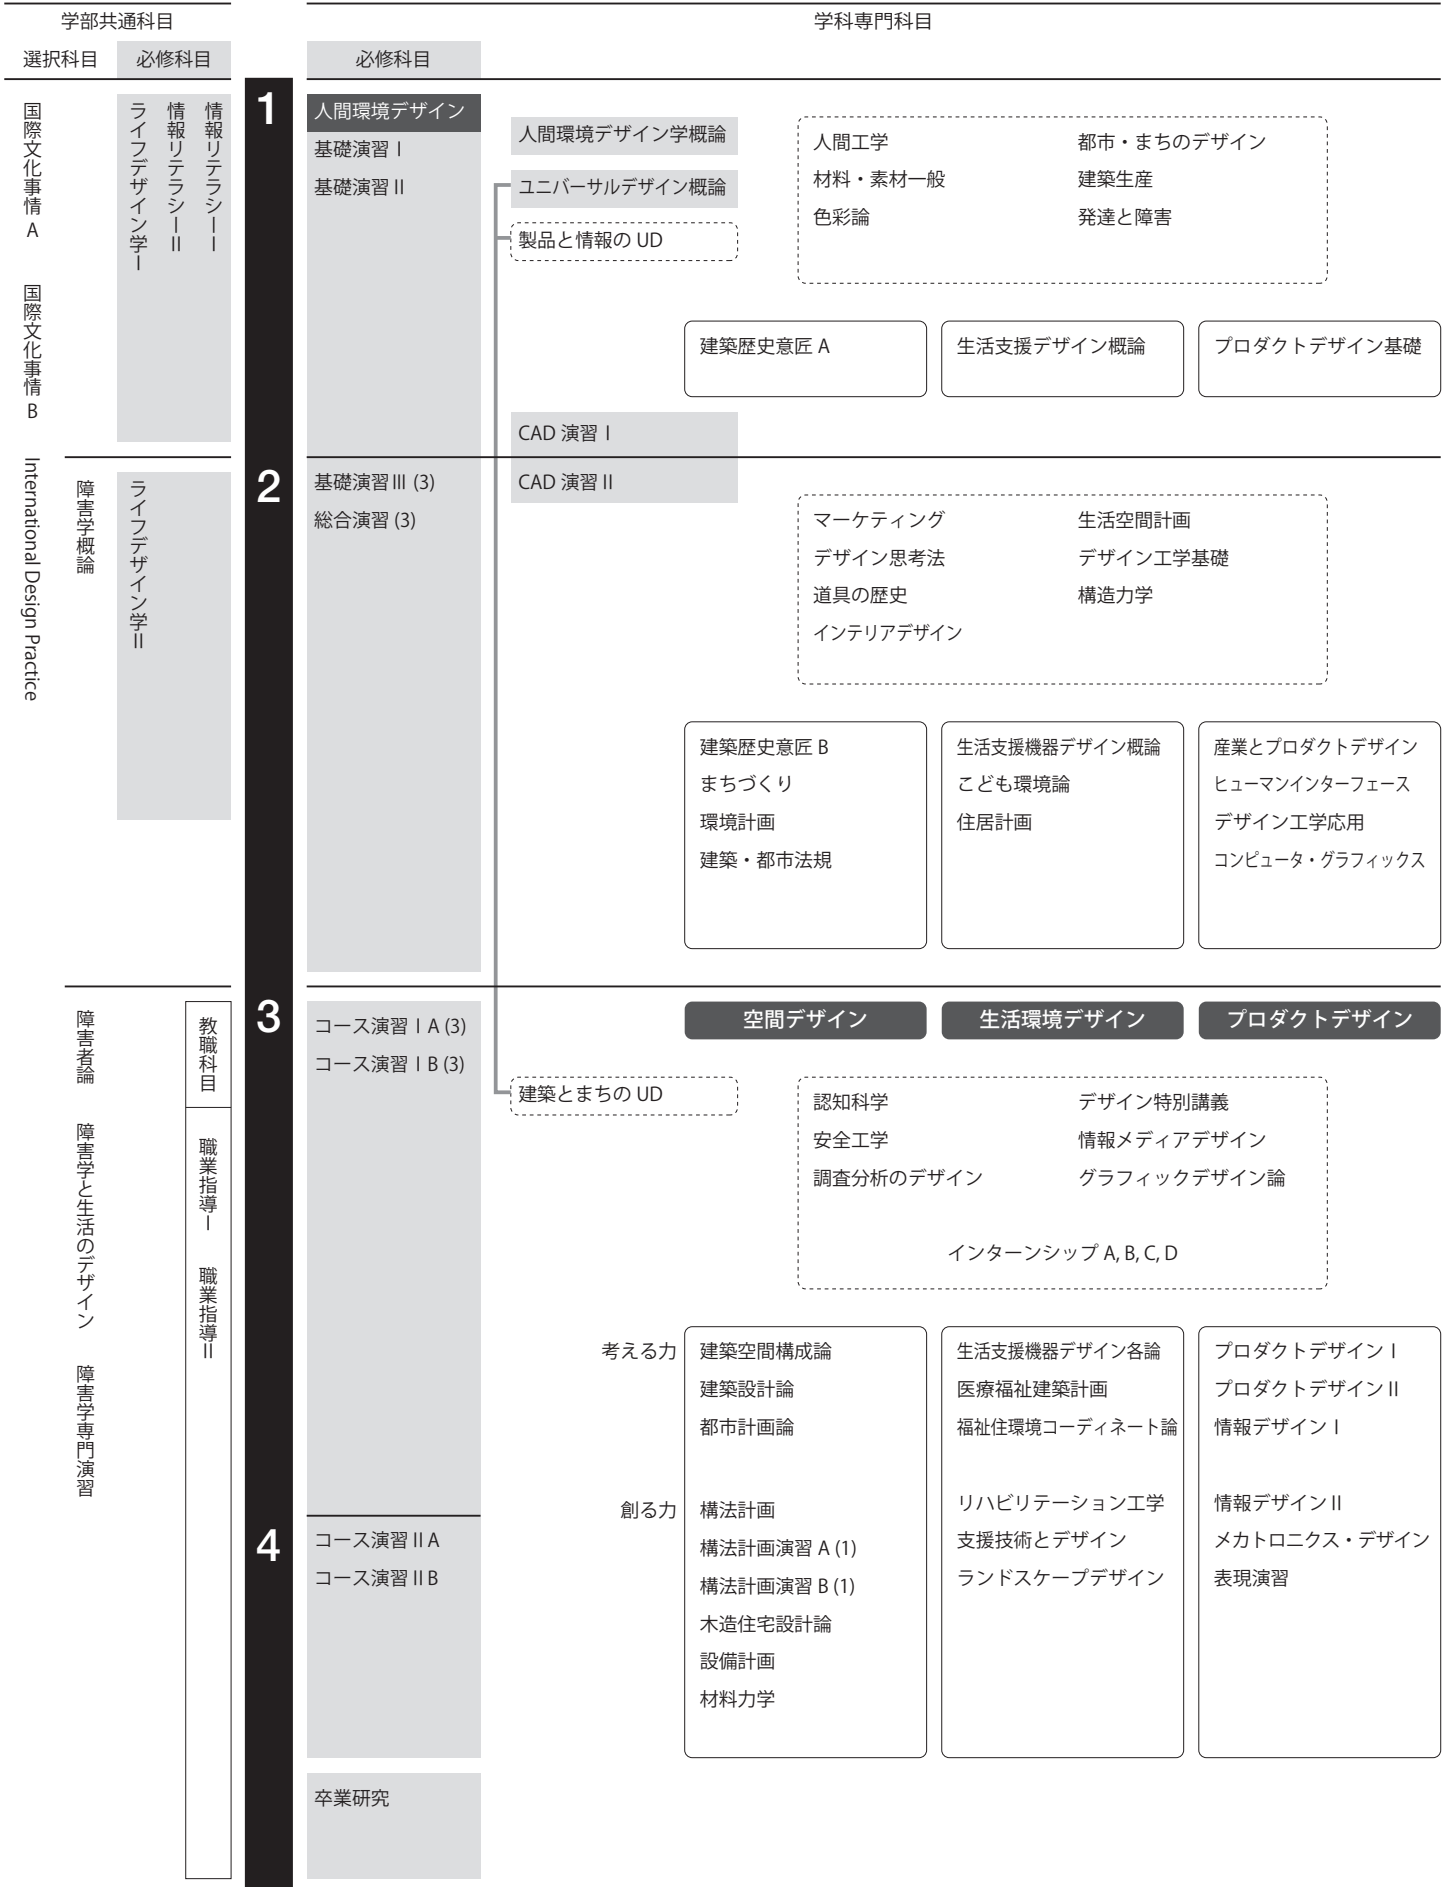 学部共通科目
学科専門科目
選択科目
必修科目
必修科目
国際文化事情 A
国際文化事情 B
International Design Practice
情報リテラシーⅠ
情報リテラシーⅡ
ライフデザイン学Ⅰ
1
人間環境デザイン
基礎演習Ⅰ
基礎演習Ⅱ
人間環境デザイン学概論
ユニバーサルデザイン概論
製品と情報の UD
人間工学
都市・まちのデザイン
材料・素材一般
建築生産
色彩論
発達と障害
建築歴史意匠 A
生活支援デザイン概論
プロダクトデザイン基礎
CAD 演習Ⅰ
障害学概論
ライフデザイン学Ⅱ
2
基礎演習Ⅲ (3)
総合演習 (3)
CAD 演習Ⅱ
マーケティング
生活空間計画
デザイン思考法
デザイン工学基礎
道具の歴史
構造力学
インテリアデザイン
建築歴史意匠 B
まちづくり
環境計画
建築・都市法規
生活支援機器デザイン概論
こども環境論
住居計画
産業とプロダクトデザイン
ヒューマンインターフェース
デザイン工学応用
コンピュータ・グラフィックス
障害者論
障害学と生活のデザイン
障害学専門演習
教職科目
職業指導Ⅰ
職業指導Ⅱ
3
コース演習Ⅰ A (3)
コース演習Ⅰ B (3)
空間デザイン
生活環境デザイン
プロダクトデザイン
建築とまちの UD
認知科学
デザイン特別講義
安全工学
情報メディアデザイン
調査分析のデザイン
グラフィックデザイン論
インターンシップ A, B, C, D
考える力
建築空間構成論
建築設計論
都市計画論
生活支援機器デザイン各論
医療福祉建築計画
福祉住環境コーディネート論
プロダクトデザインⅠ
プロダクトデザインⅡ
情報デザインⅠ
創る力
構法計画
構法計画演習 A (1)
構法計画演習 B (1)
木造住宅設計論
設備計画
材料力学
リハビリテーション工学
支援技術とデザイン
ランドスケープデザイン
情報デザインⅡ
メカトロニクス・デザイン
表現演習
4
コース演習Ⅱ A
コース演習Ⅱ B
卒業研究